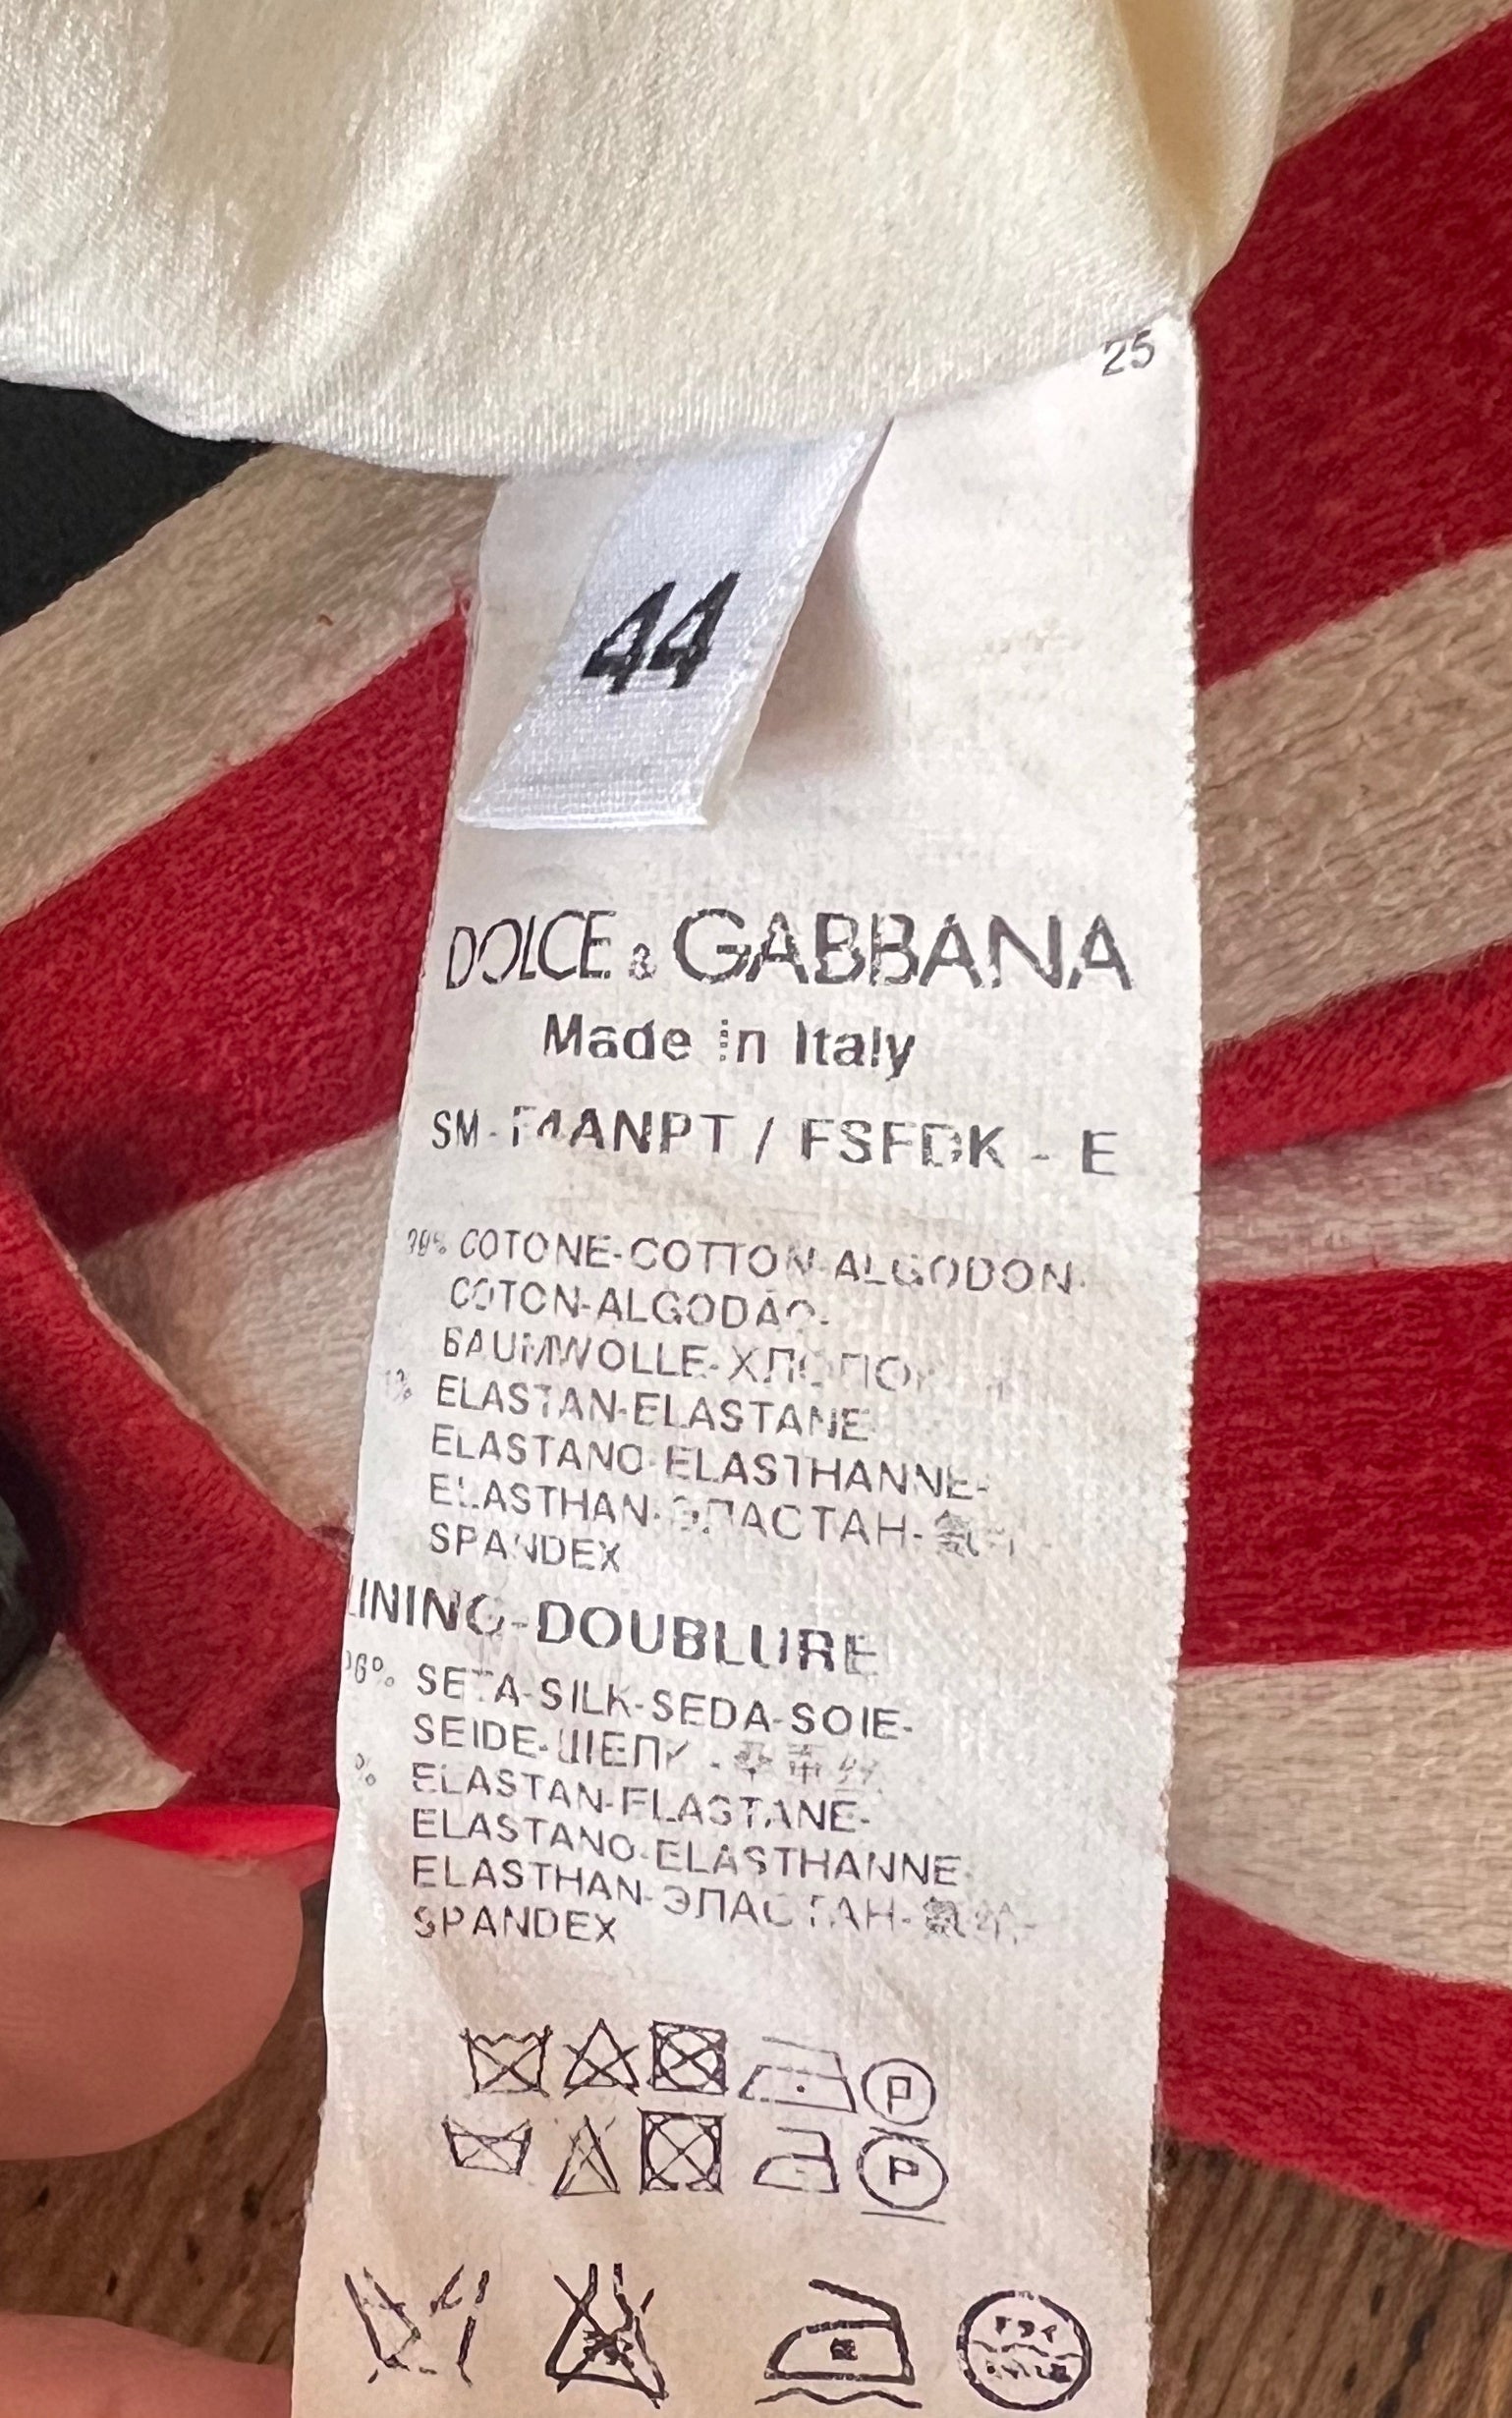 25
44
DOLCE & GABBANA
Made in Italy
SM- ANPT / FSFDK - E
COTONE-COTTON-ALGODON-
COTON-ALGODÃO-
BAUMWOLLE-ХЛОПОК
ELASTAN-ELASTANE
ELASTANO-ELASTHANNE-
ELASTHAN-ЭЛАСТАН-
SPANDEX
LINING-DOUBLURE
SETA-SILK-SEDA-SOIE-
SEIDE-ШЕЛК -
% ELASTAN-ELASTANE-
ELASTANO-ELASTHANNE-
ELASTHAN-ЭЛАСТАН-
SPANDEX
P
P